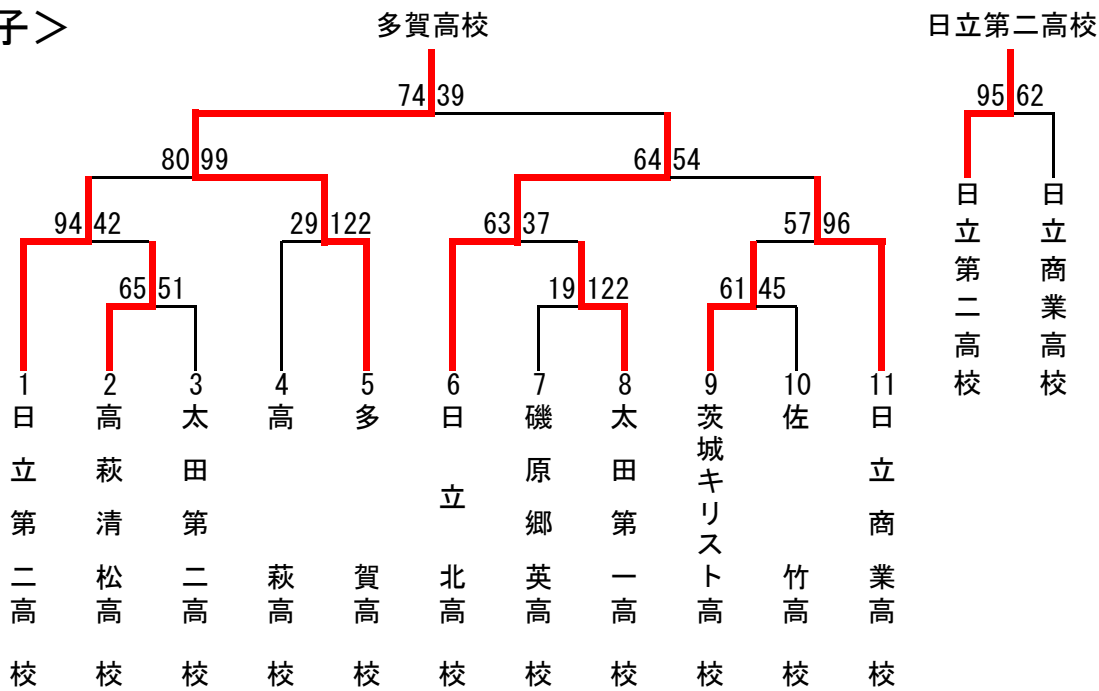 子＞
多賀高校
日立第二高校
74 39
95 62
80 99
64 54
94 42
29 122
63 37
57 96
65 51
19 122
61 45
日立第二高校
日立商業高校
1 日立第二高校
2 高萩清松高校
3 太田第二高校
4 高萩高校
5 多賀高校
6 日立北高校
7 磯原郷英高校
8 太田第一高校
9 茨城キリスト高校
10 佐竹高校
11 日立商業高校